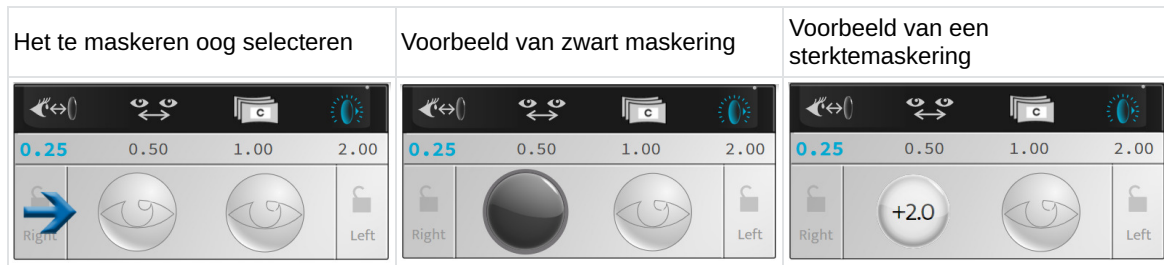 Het te maskeren oog selecteren
Voorbeeld van zwart maskering
Voorbeeld van een
sterktemaskering
C
0.25 0.50 1.00 2.00
Right Left
C
0.25 0.50 1.00 2.00
Right Left
C
0.25 0.50 1.00 2.00
+2.0
Right Left